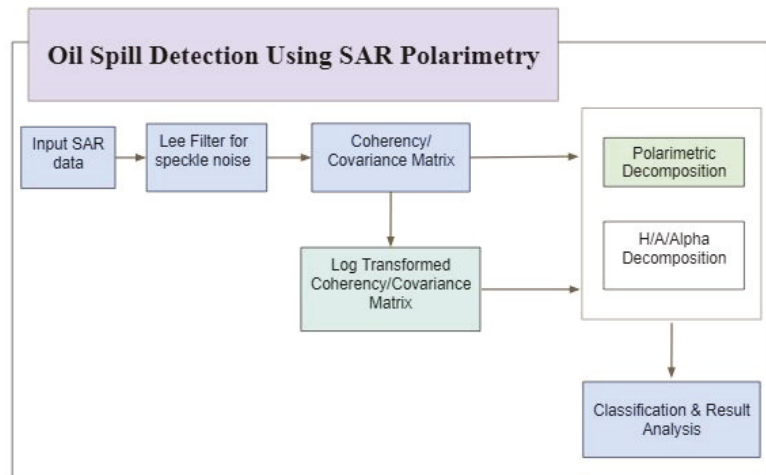 Oil Spill Detection Using SAR Polarimetry
Input SAR
data
Lee Filter for
speckle noise
Coherency/
Covariance Matrix
Polarimetric
Decomposition
H/A/Alpha
Decomposition
Log Transformed
Coherency/Covariance
Matrix
Classification & Result
Analysis